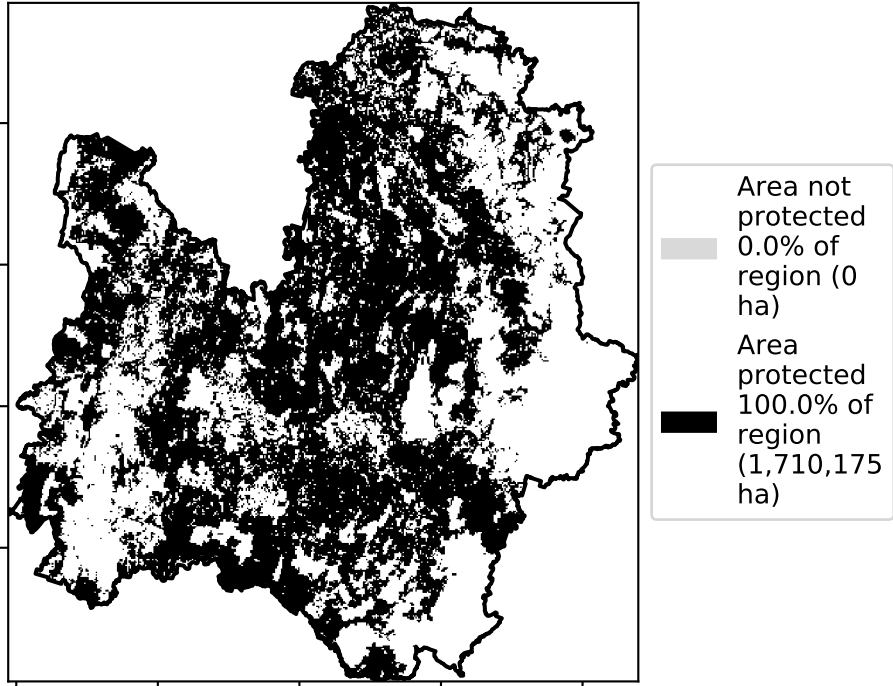 Area not
protected
0.0% of
region (0
ha)
Area
protected
100.0% of
region
(1,710,175
ha)